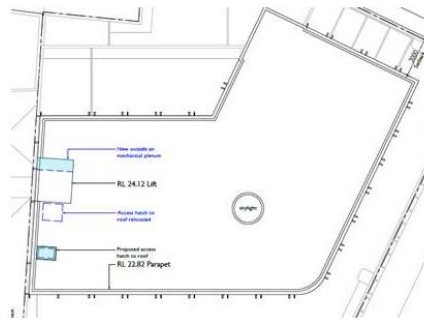 New outside air
mechanical plenum
RL 24.12 Lift
Access hatch to
roof relocated
skylight
Proposed access
hatch to roof
RL 22.82 Parapet
3000